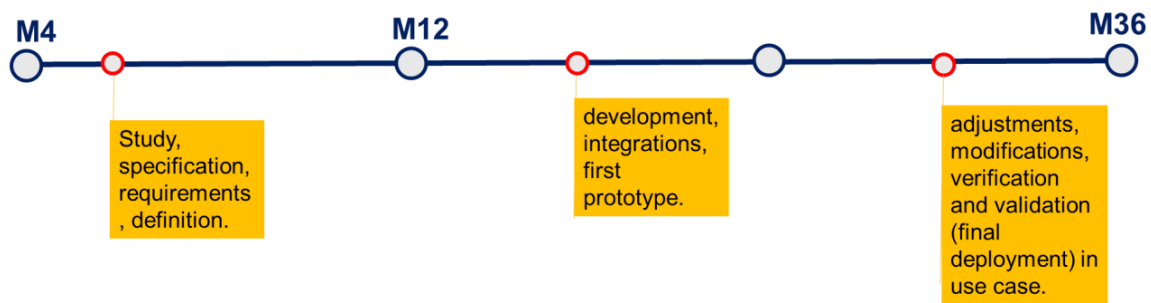 M4
M12
M36
Study,
specification,
requirements
, definition.
development,
integrations,
first
prototype.
adjustments,
modifications,
verification
and validation
(final
deployment) in
use case.